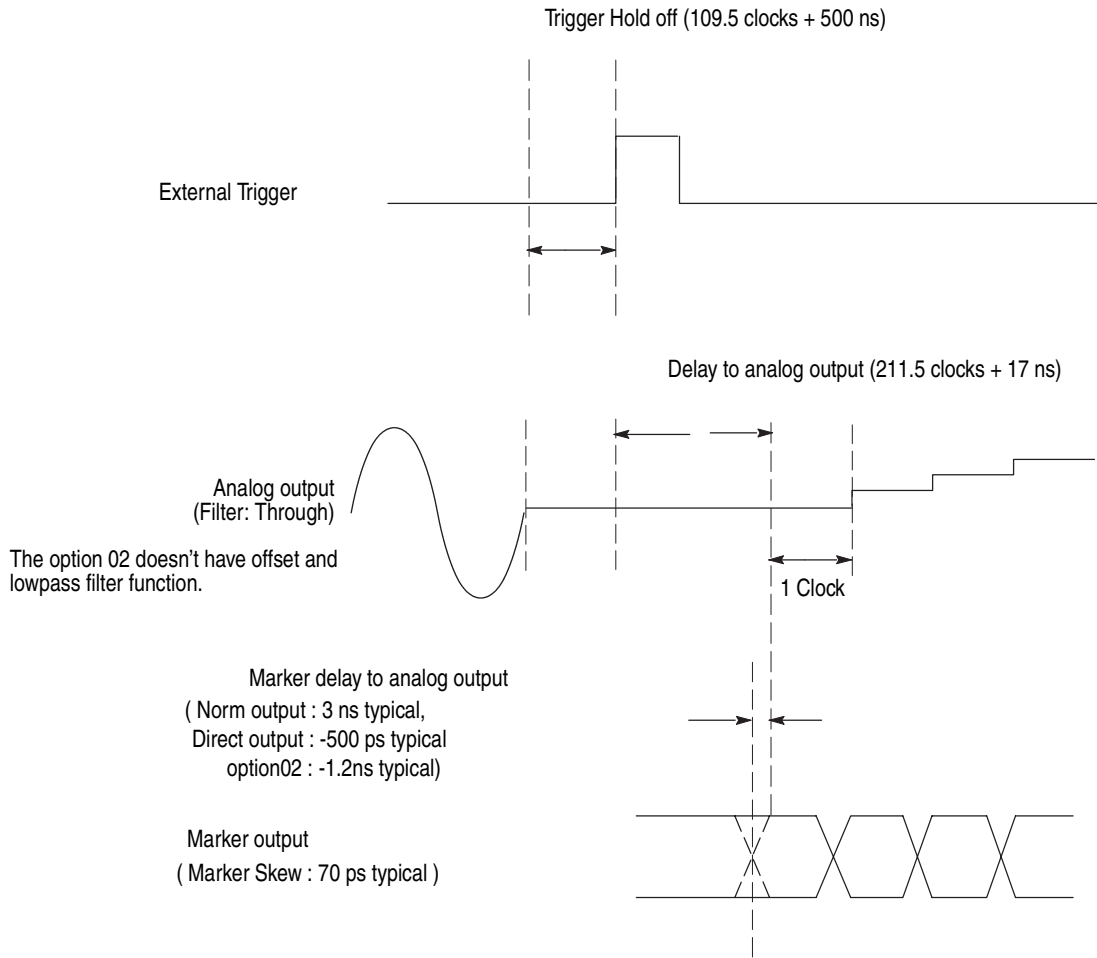 Trigger Hold off (109.5 clocks + 500 ns)
External Trigger
Delay to analog output (211.5 clocks + 17 ns)
Analog output
(Filter: Through)
The option 02 doesn't have offset and
lowpass filter function.
1 Clock
Marker delay to analog output
( Norm output : 3 ns typical,
Direct output : -500 ps typical
option02 : -1.2ns typical)
Marker output
( Marker Skew : 70 ps typical )